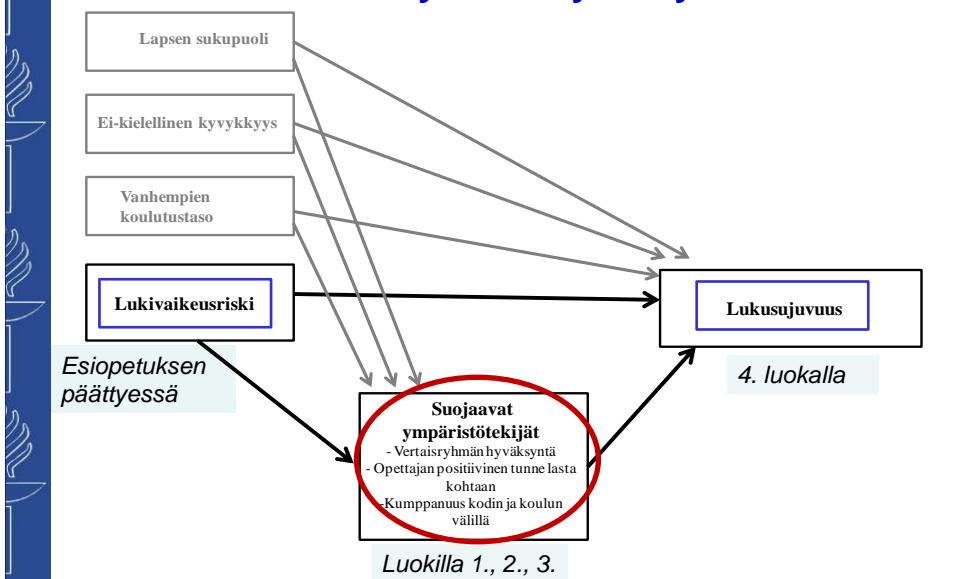 Lapsen sukupuoli
Ei-kielellinen kyvykkyys
Vanhempien
koulutustaso
Lukivaikeusriski
Lukusujuvuus
Esiopetuksen
päättyessä
4. luokalla
Suojaavat
ympäristötekijät
- Vertaisryhmän hyväksyntä
- Opettajan positiivinen tunne lasta
kohtaan
-Kumppanuus kodin ja koulun
välillä
Luokilla 1., 2., 3.